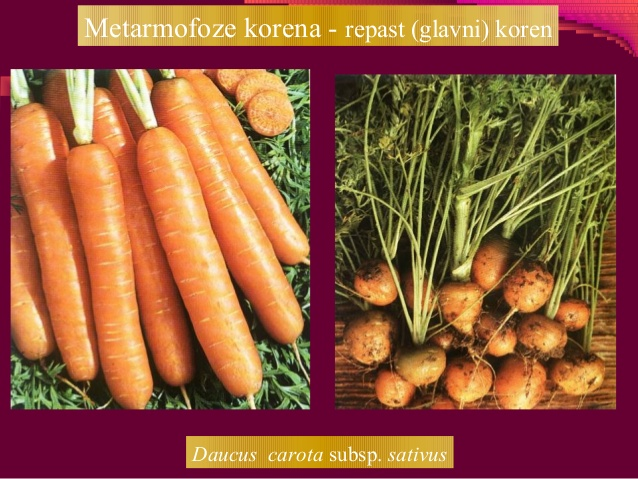 Metarmofoze korena - repast (glavni) koren
Daucus carota subsp. sativus